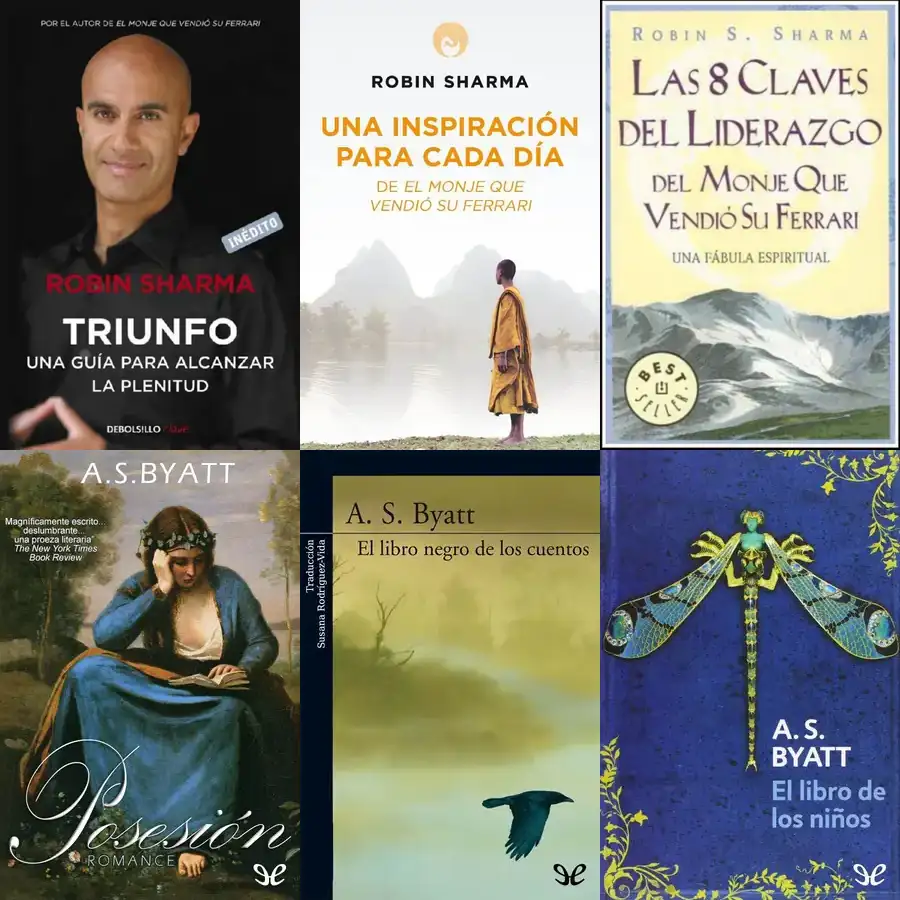 POR EL AUTOR DE EL MONJE QUE VENDIÓ SU FERRARI
INÉDITO
ROBIN SHARMA
TRIUNFO
UNA GUÍA PARA ALCANZAR
LA PLENITUD
DEBOLS!LLO Clave
ROBIN SHARMA
UNA INSPIRACIÓN
PARA CADA DÍA
DE EL MONJE QUE
VENDIÓ SU FERRARI
ROBIN S. SHARMA
LAS 8 CLAVES
DEL LIDERAZGO
DEL MONJE QUE
VENDIÓ SU FERRARI
UNA FÁBULA ESPIRITUAL
BEST
SELLER
A.S.BYATT
Magníficamente escrito...
deslumbrante...
una proeza literaria"
The New York Times
Book Review
Posesión
ROMANCE
A. S. Byatt
El libro negro de los cuentos
Traducción
Susana Rodríguez-Vida
A. S.
BYATT
El libro de
los niños